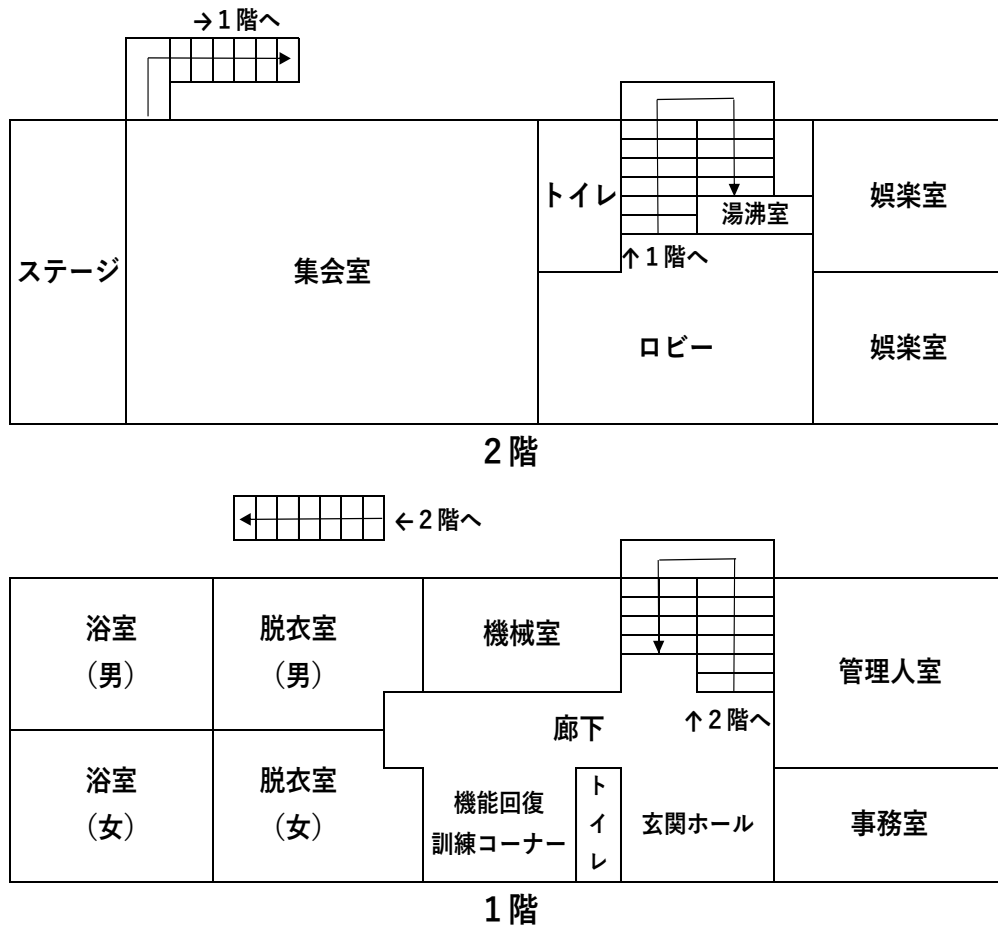 →1階へ
トイレ
湯沸室
娯楽室
ステージ
集会室
↑1階へ
ロビー
娯楽室
2階
←2階へ
浴室
（男）
脱衣室
（男）
機械室
管理人室
廊下
↑2階へ
浴室
（女）
脱衣室
（女）
機能回復
訓練コーナー
トイレ
玄関ホール
事務室
1階